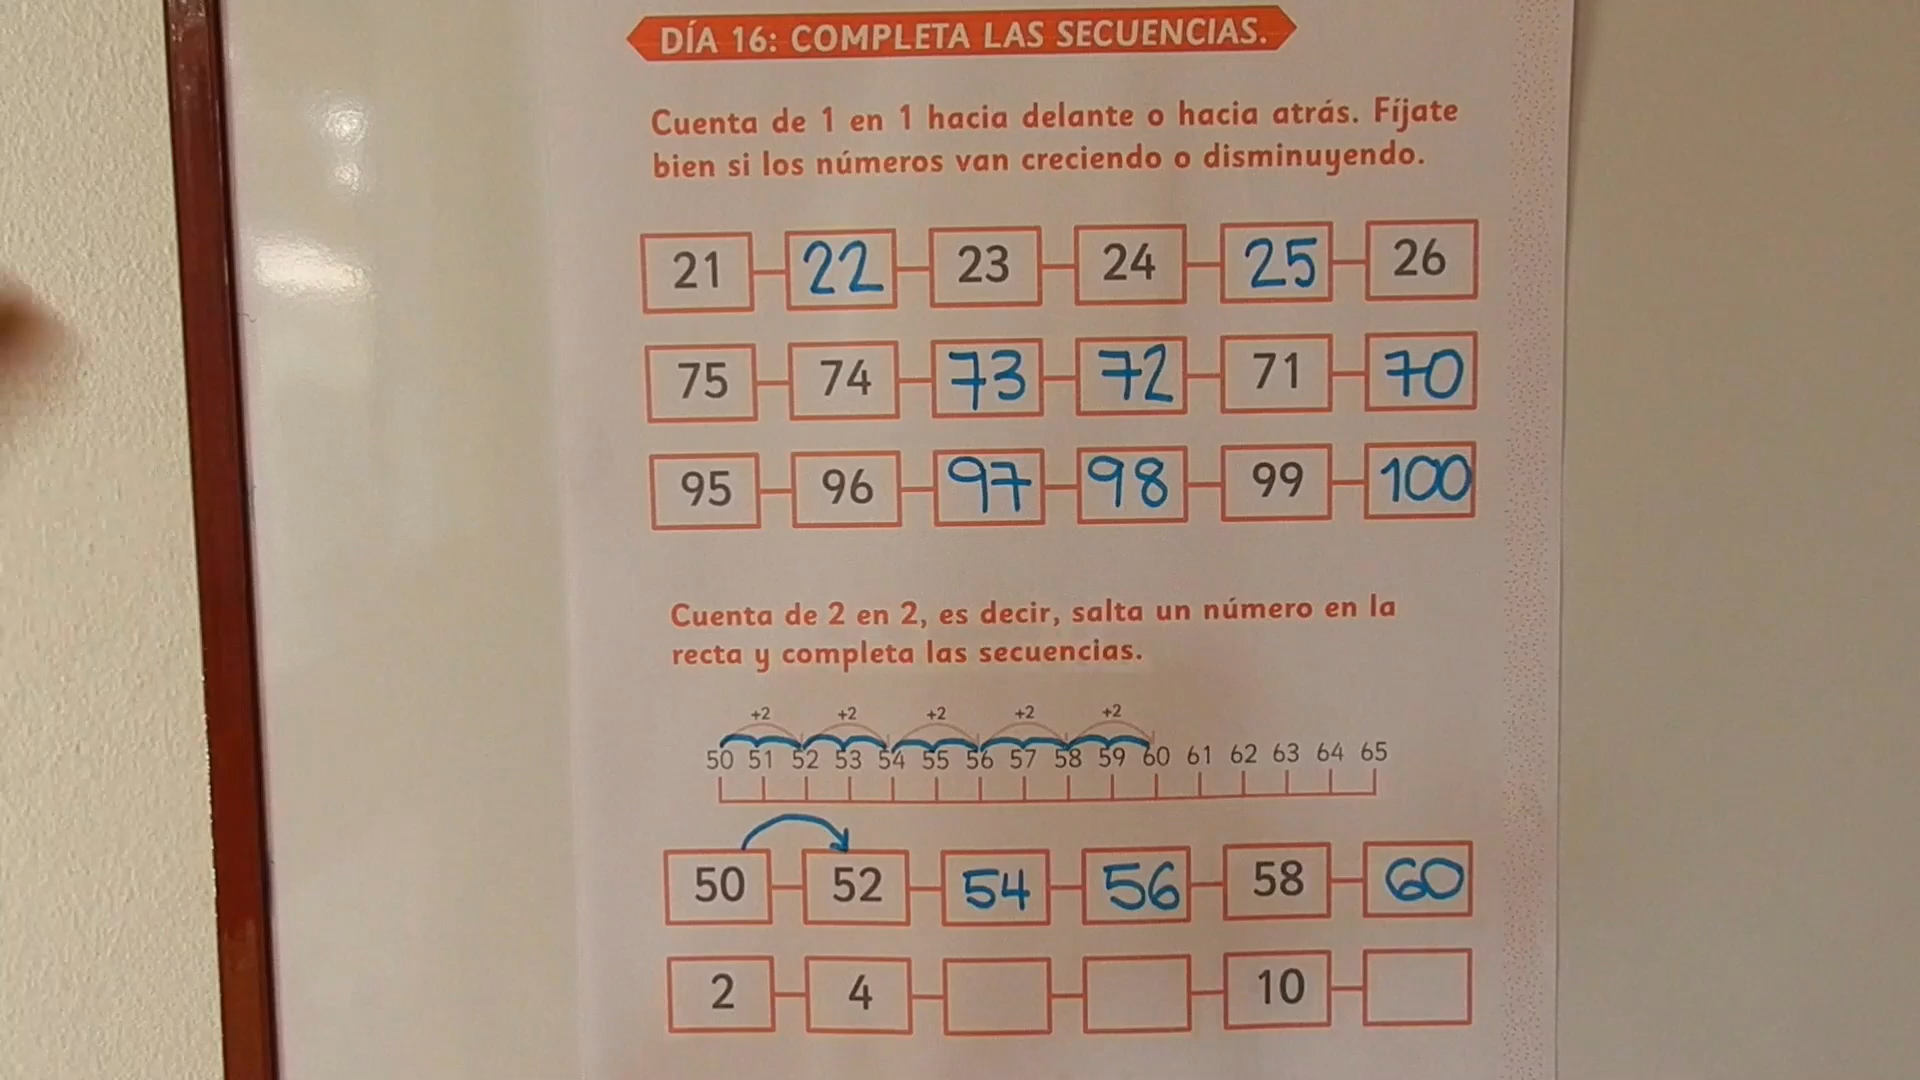 DÍA 16: COMPLETA LAS SECUENCIAS.
Cuenta de 1 en 1 hacia delante o hacia atrás. Fíjate
bien si los números van creciendo o disminuyendo.
21 22 23 24 25 26
75 74 73 72 71 70
95 96 97 98 99 100
Cuenta de 2 en 2, es decir, salta un número en la
recta y completa las secuencias.
+2 +2 +2 +2 +2
50 51 52 53 54 55 56 57 58 59 60 61 62 63 64 65
50 52 54 56 58 60
2 4 10